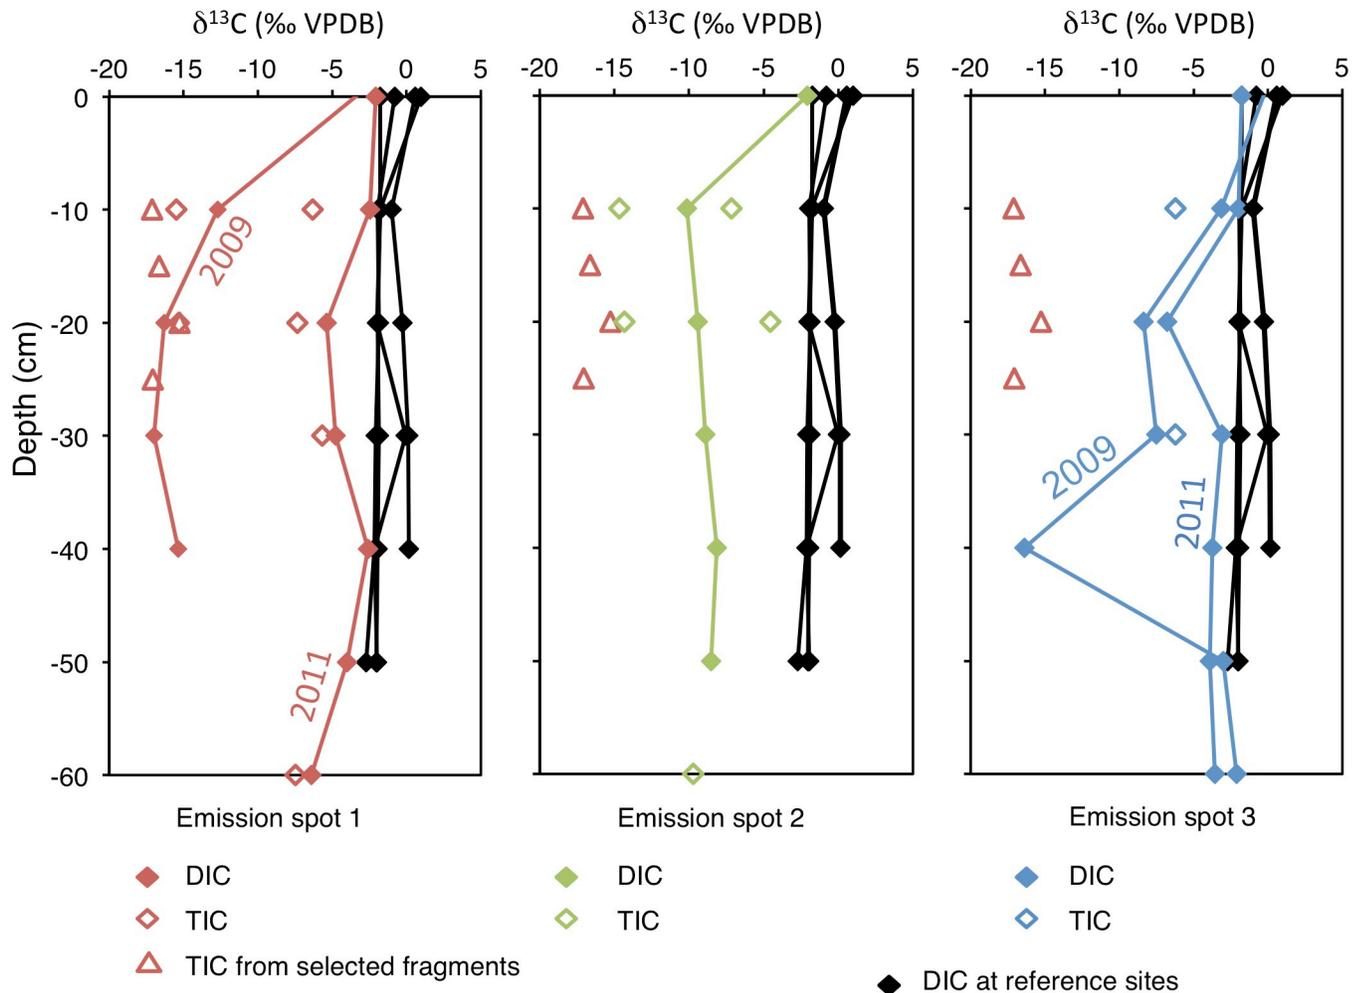 δ13C (‰ VPDB) δ13C (‰ VPDB) δ13C (‰ VPDB)
-20 -15 -10 -5 0 5 -20 -15 -10 -5 0 5 -20 -15 -10 -5 0 5
0
-10
-20
-30
-40
-50
-60
Depth (cm)
2009
2011
2009
2011
Emission spot 1 Emission spot 2 Emission spot 3
DIC DIC DIC
TIC TIC TIC
TIC from selected fragments
DIC at reference sites